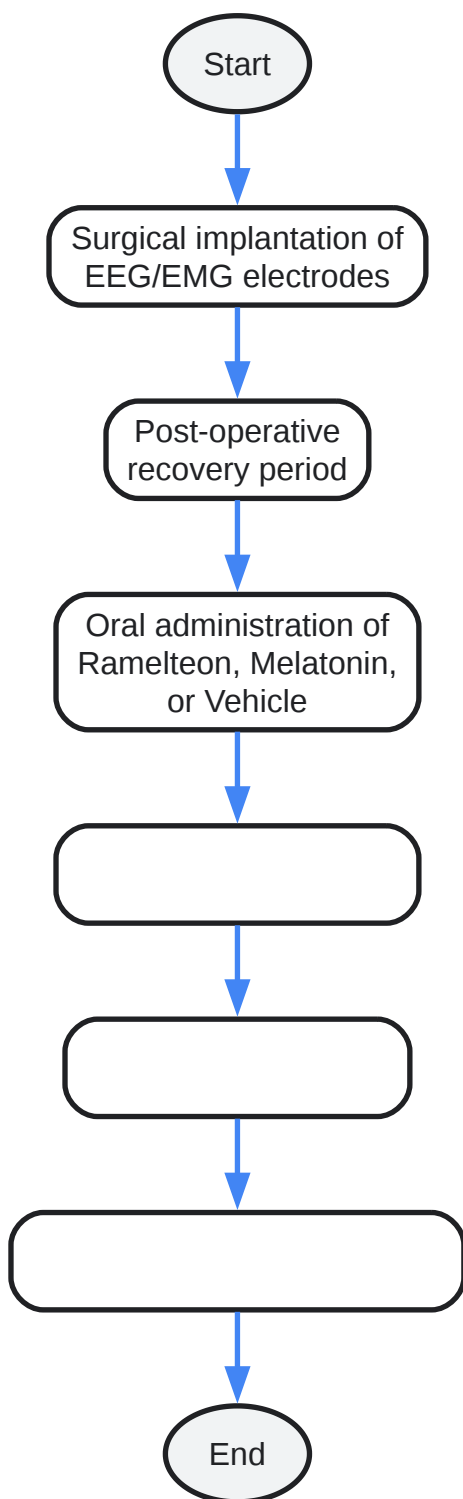 Start
Surgical implantation of
EEG/EMG electrodes
Post-operative
recovery period
Oral administration of
Ramelteon, Melatonin,
or Vehicle
End